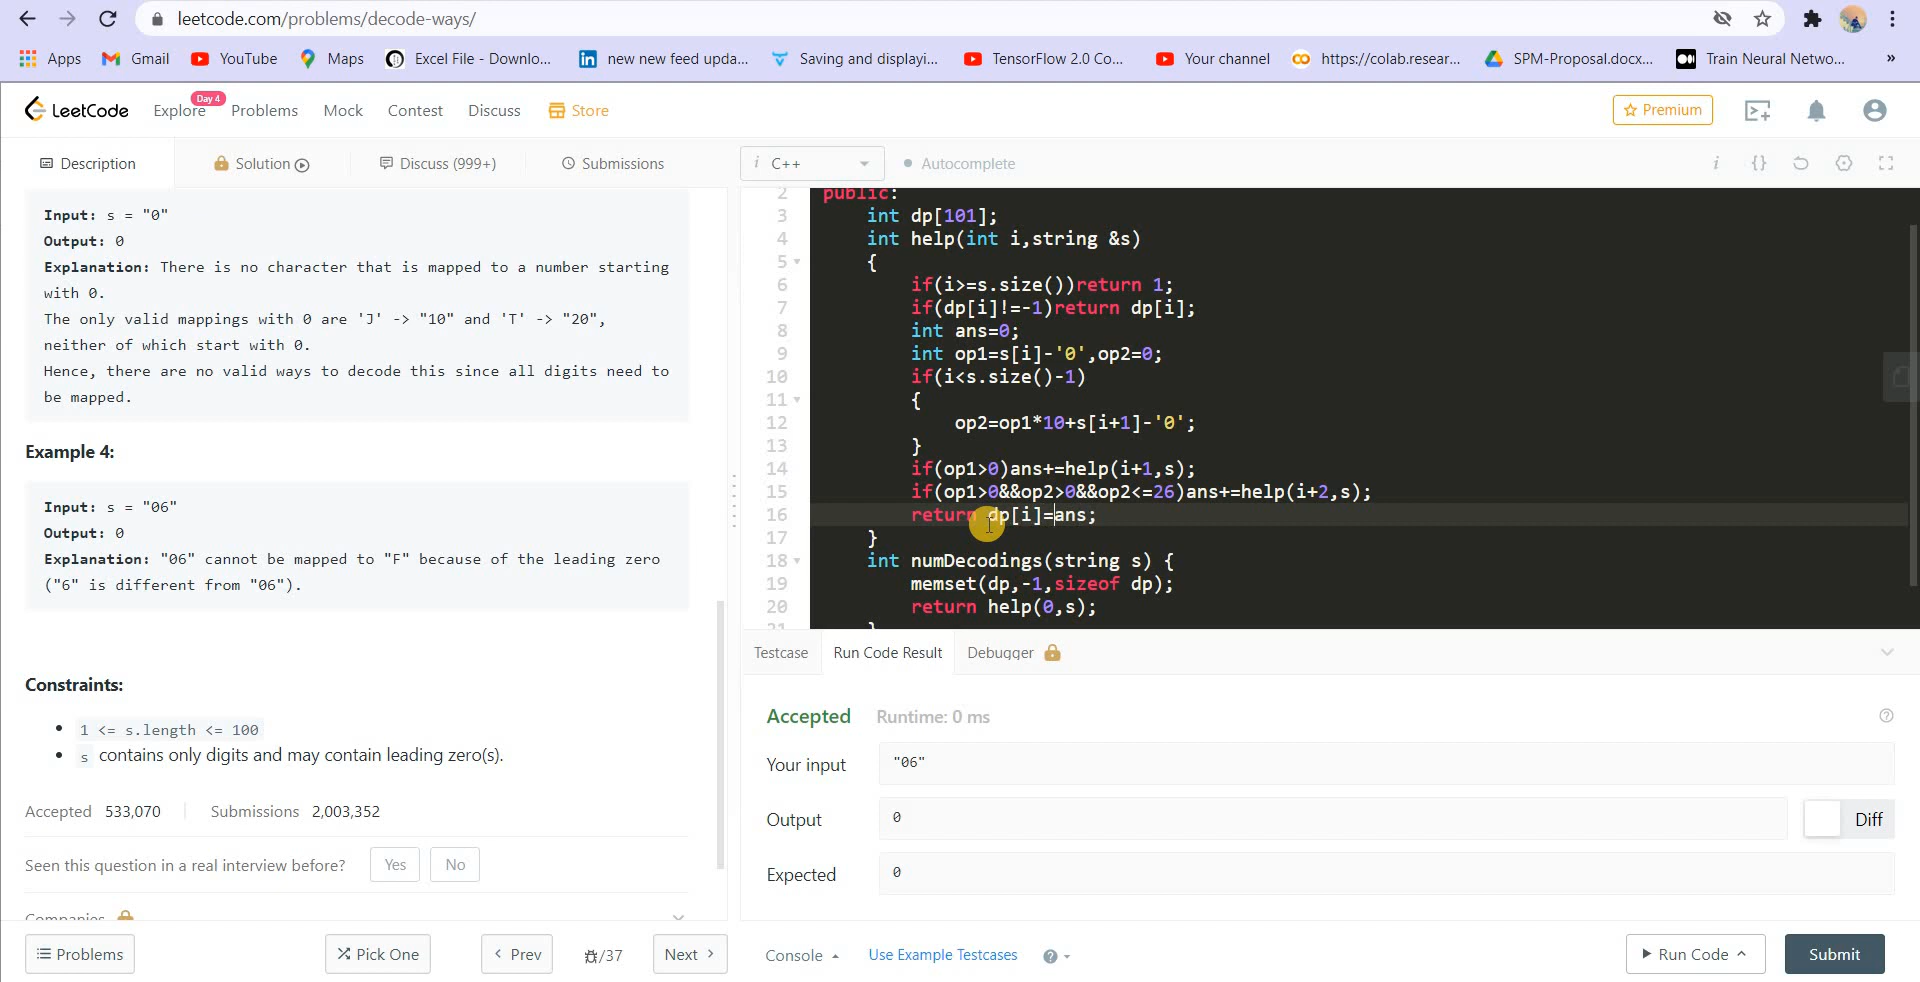 leetcode.com/problems/decode-ways/
Apps Gmail YouTube Maps Excel File - Downlo... new new feed upda... Saving and displayi... TensorFlow 2.0 Co... Your channel https://colab.resear... SPM-Proposal.docx... Train Neural Netwo... »
LeetCode Explore Day 4 Problems Mock Contest Discuss Store Premium
Description Solution Discuss (999+) Submissions
i C++ Autocomplete i {}
Input: s = "0"
Output: 0
Explanation: There is no character that is mapped to a number starting
with 0.
The only valid mappings with 0 are 'J' -> "10" and 'T' -> "20",
neither of which start with 0.
Hence, there are no valid ways to decode this since all digits need to
be mapped.
Example 4:
Input: s = "06"
Output: 0
Explanation: "06" cannot be mapped to "F" because of the leading zero
("6" is different from "06").
Constraints:
1 <= s.length <= 100
s contains only digits and may contain leading zero(s).
Accepted 533,070 Submissions 2,003,352
Seen this question in a real interview before? Yes No
Companies
Problems Pick One < Prev /37 Next >
2 public:
3 int dp[101];
4 int help(int i,string &s)
5 {
6 if(i>=s.size())return 1;
7 if(dp[i]!=-1)return dp[i];
8 int ans=0;
9 int op1=s[i]-'0',op2=0;
10 if(i<s.size()-1)
11 {
12 op2=op1*10+s[i+1]-'0';
13 }
14 if(op1>0)ans+=help(i+1,s);
15 if(op1>0&&op2>0&&op2<=26)ans+=help(i+2,s);
16 return dp[i]=ans;
17 }
18 int numDecodings(string s) {
19 memset(dp,-1,sizeof dp);
20 return help(0,s);
21 }
Testcase Run Code Result Debugger
Accepted Runtime: 0 ms
Your input "06"
Output 0 Diff
Expected 0
Console Use Example Testcases ? Run Code Submit